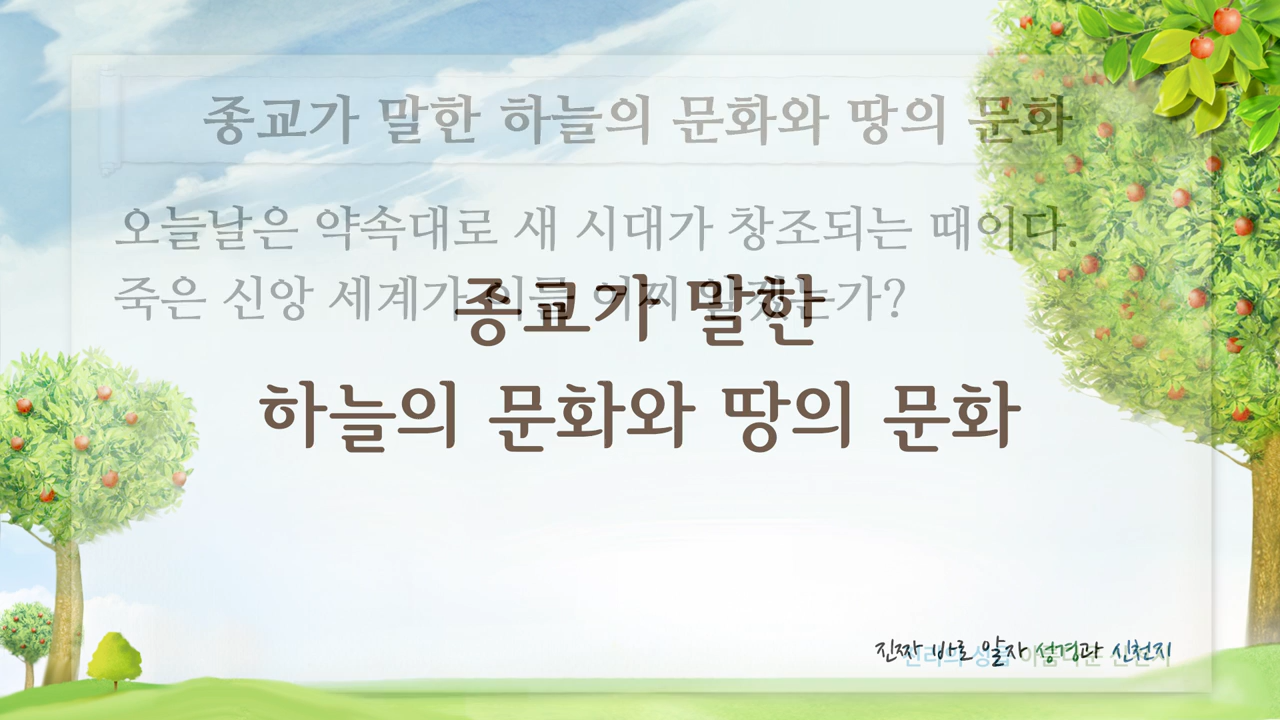 종교가 말한 하늘의 문화와 땅의 문화
오늘날은 약속대로 새 시대가 창조되는 때이다.
죽은 신앙 세계가
종교가 말한
하늘의 문화와 땅의 문화
진짜 바로 알자 성경과 신천지